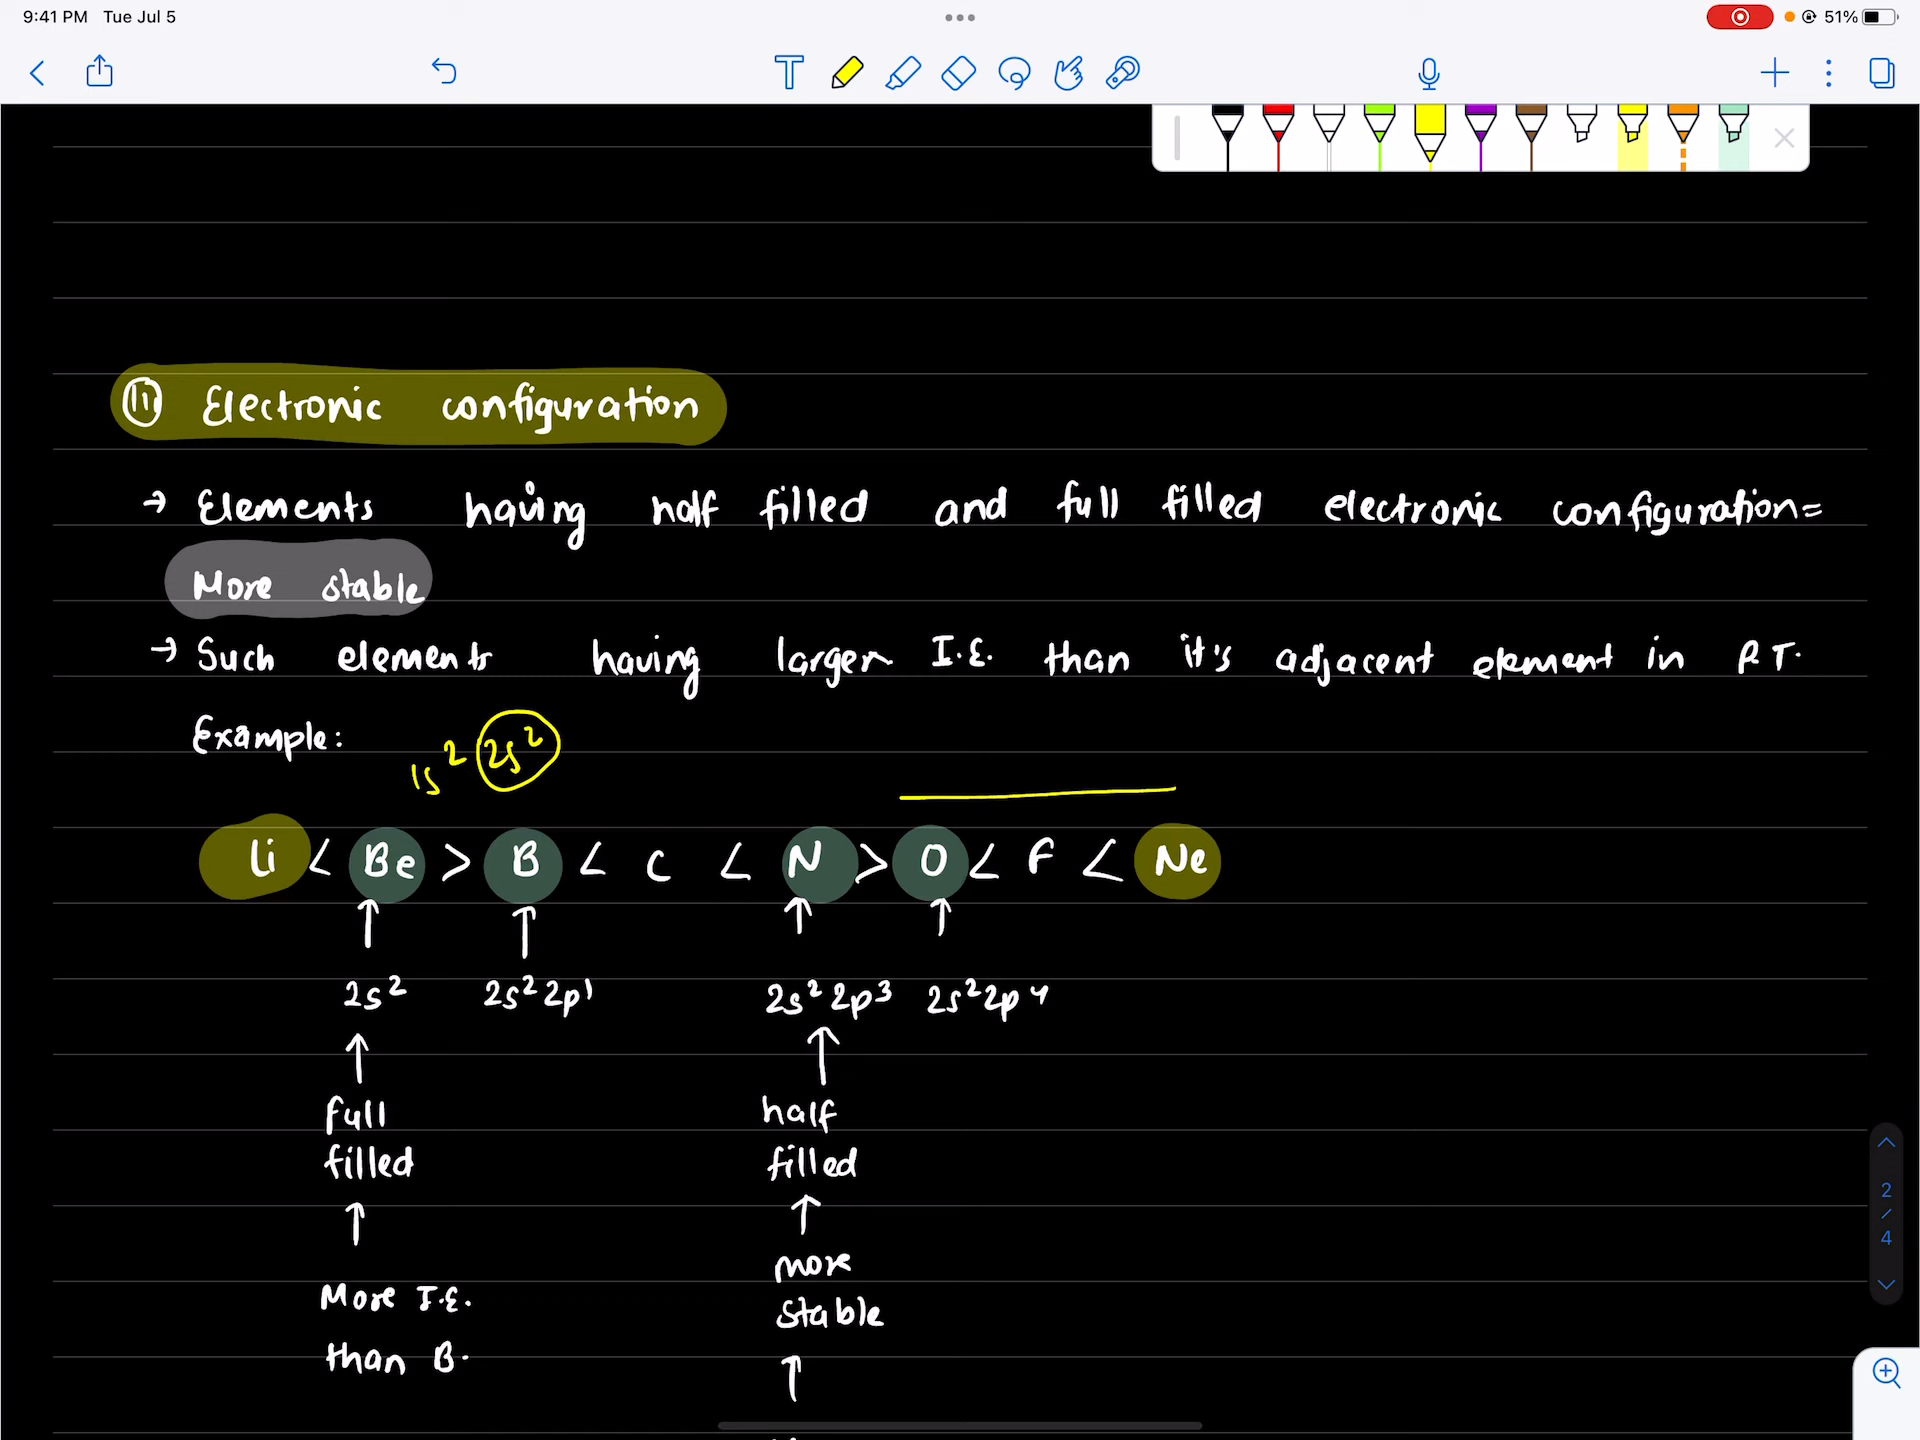 9:41 PM Tue Jul 5
51%
(ii) Electronic configuration
→ Elements having half filled and full filled electronic configuration=
More stable
→ Such elements having larger I.E. than it's adjacent element in P.T.
Example: 1s² 2s²
Li < Be > B < C < N > O < F < Ne
↑ ↑ ↑ ↑
2s² 2s² 2p¹ 2s² 2p³ 2s² 2p⁴
↑ ↑
full half
filled filled
↑ ↑
More I.E. more
than B. stable
↑
2
/
4